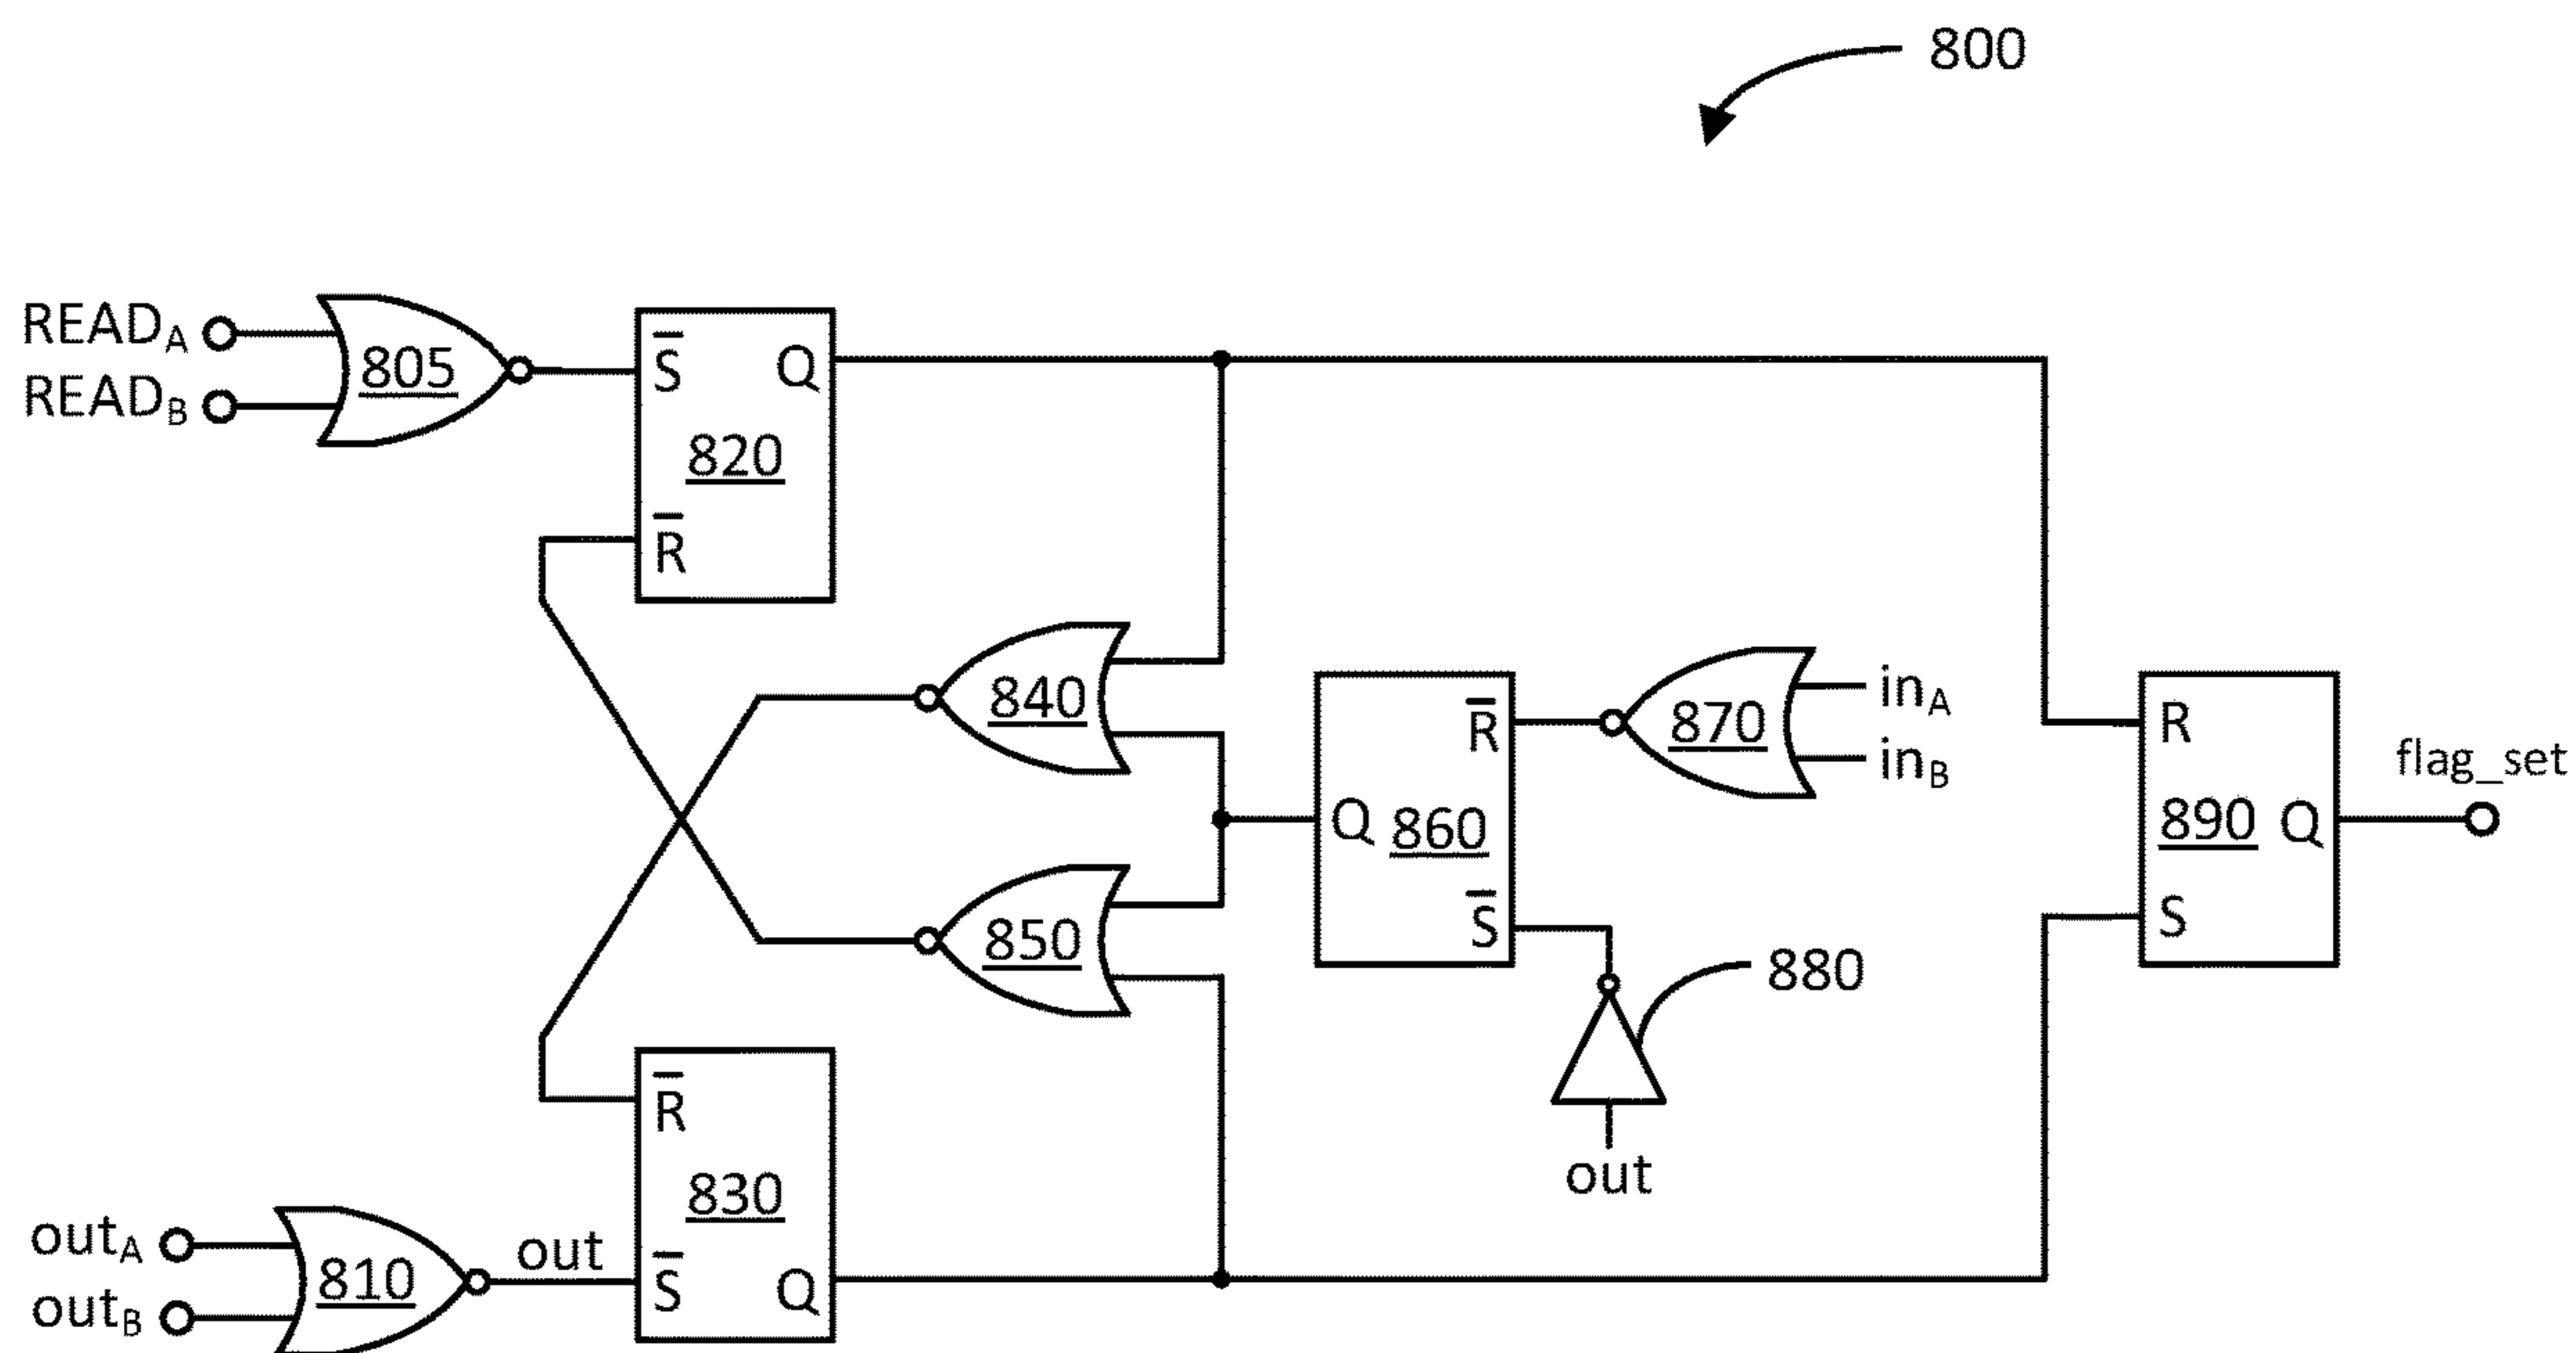 800
READ_A
READ_B
805
S̅ Q
820
R̅
840
850
R̅
Q 860
S̅
870
in_A
in_B
880
out
R
890 Q
S
flag_set
R̅
830
S̅ Q
out_A
out_B
810
out